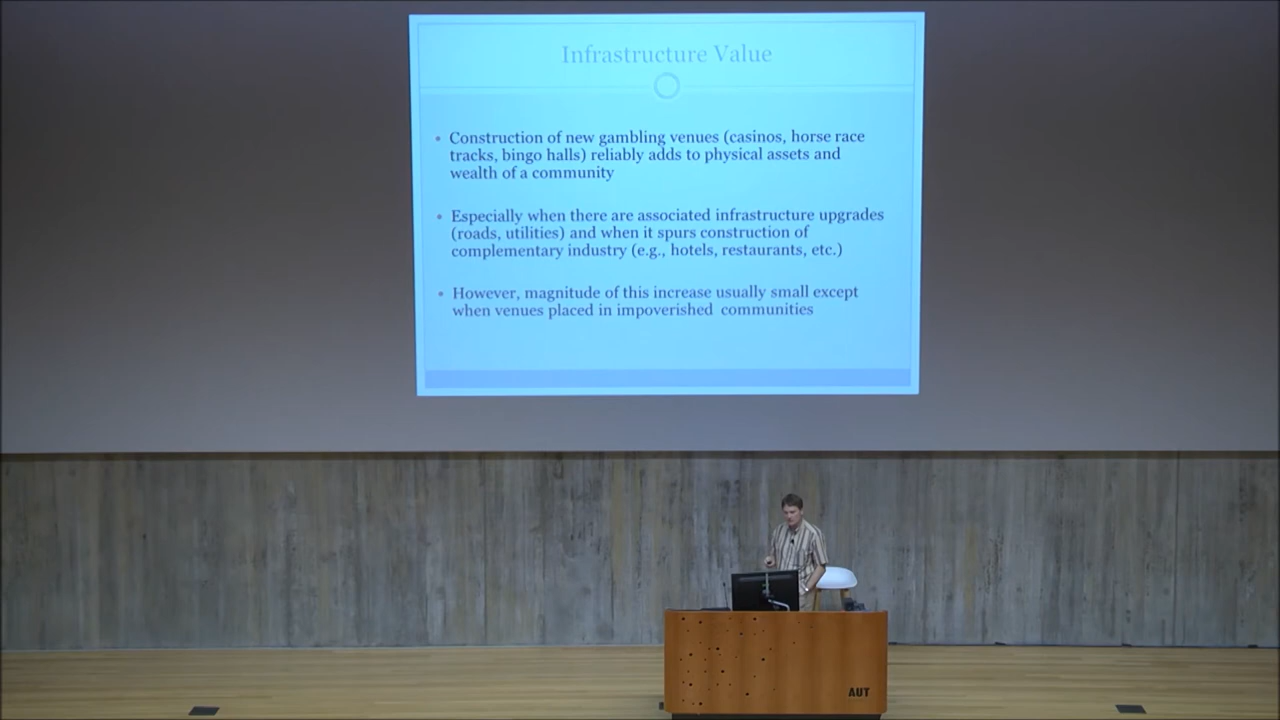 Infrastructure Value
• Construction of new gambling venues (casinos, horse race
tracks, bingo halls) reliably adds to physical assets and
wealth of a community
• Especially when there are associated infrastructure upgrades
(roads, utilities) and when it spurs construction of
complementary industry (e.g., hotels, restaurants, etc.)
• However, magnitude of this increase usually small except
when venues placed in impoverished communities
AUT